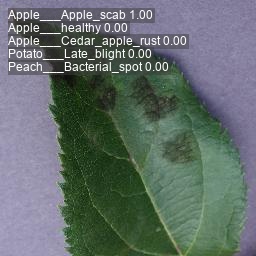 Apple___Apple_scab 1.00
Apple___healthy 0.00
Apple___Cedar_apple_rust 0.00
Potato___Late_blight 0.00
Peach___Bacterial_spot 0.00